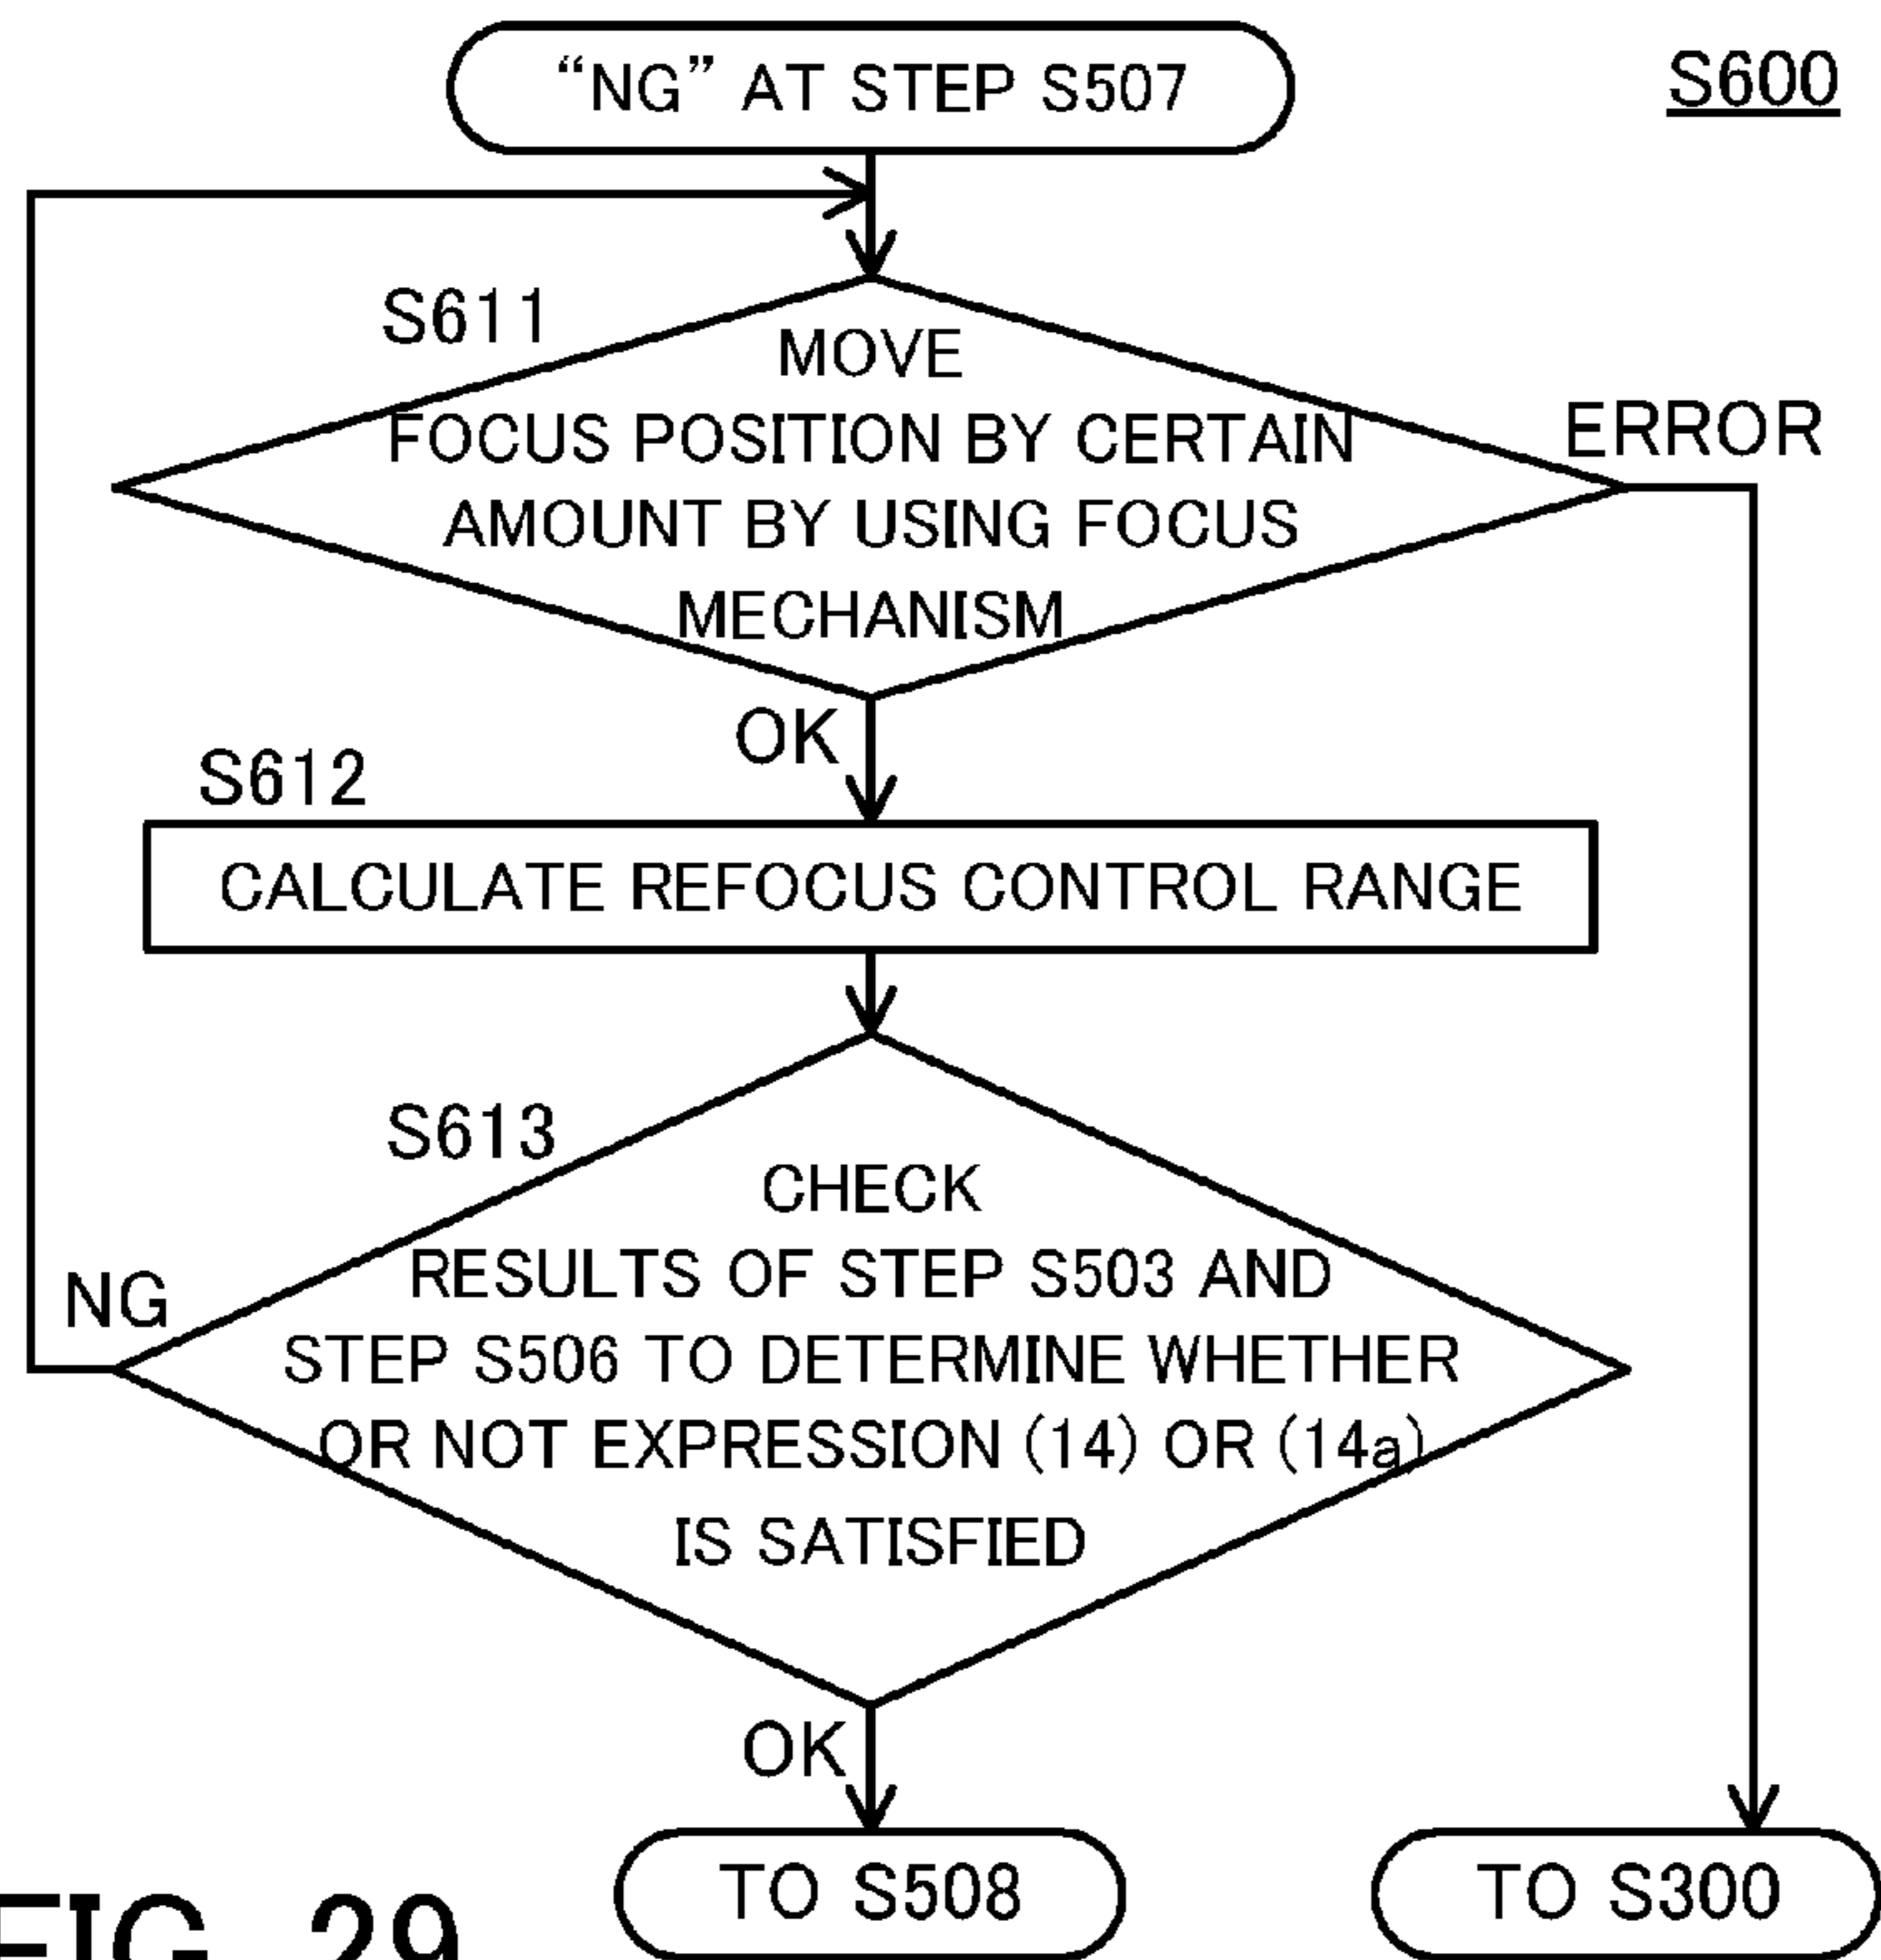 “NG” AT STEP S507
S600
S611
MOVE
FOCUS POSITION BY CERTAIN
AMOUNT BY USING FOCUS
MECHANISM
ERROR
OK
S612
CALCULATE REFOCUS CONTROL RANGE
S613
CHECK
RESULTS OF STEP S503 AND
STEP S506 TO DETERMINE WHETHER
OR NOT EXPRESSION (14) OR (14a)
IS SATISFIED
NG
OK
TO S508
TO S300
FIG. 29